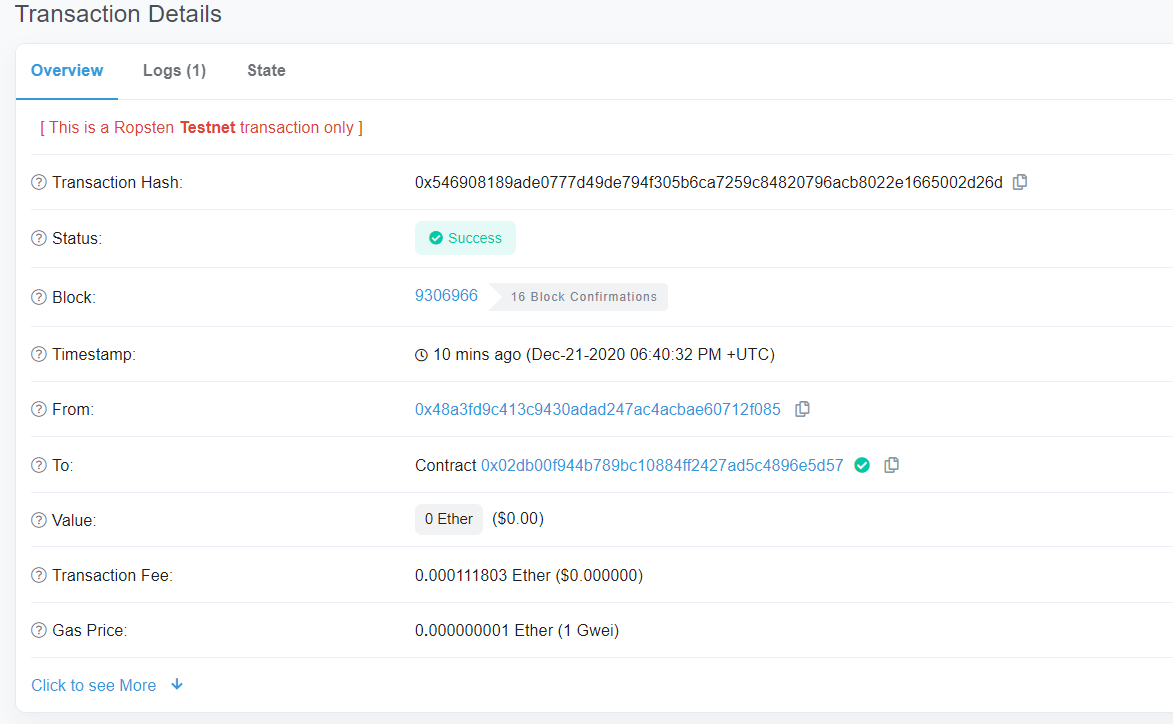 Transaction Details
Overview Logs (1) State
[ This is a Ropsten Testnet transaction only ]
Transaction Hash: 0x546908189ade0777d49de794f305b6ca7259c84820796acb8022e1665002d26d
Status: Success
Block: 9306966 16 Block Confirmations
Timestamp: 10 mins ago (Dec-21-2020 06:40:32 PM +UTC)
From: 0x48a3fd9c413c9430adad247ac4acbae60712f085
To: Contract 0x02db00f944b789bc10884ff2427ad5c4896e5d57
Value: 0 Ether ($0.00)
Transaction Fee: 0.000111803 Ether ($0.000000)
Gas Price: 0.000000001 Ether (1 Gwei)
Click to see More